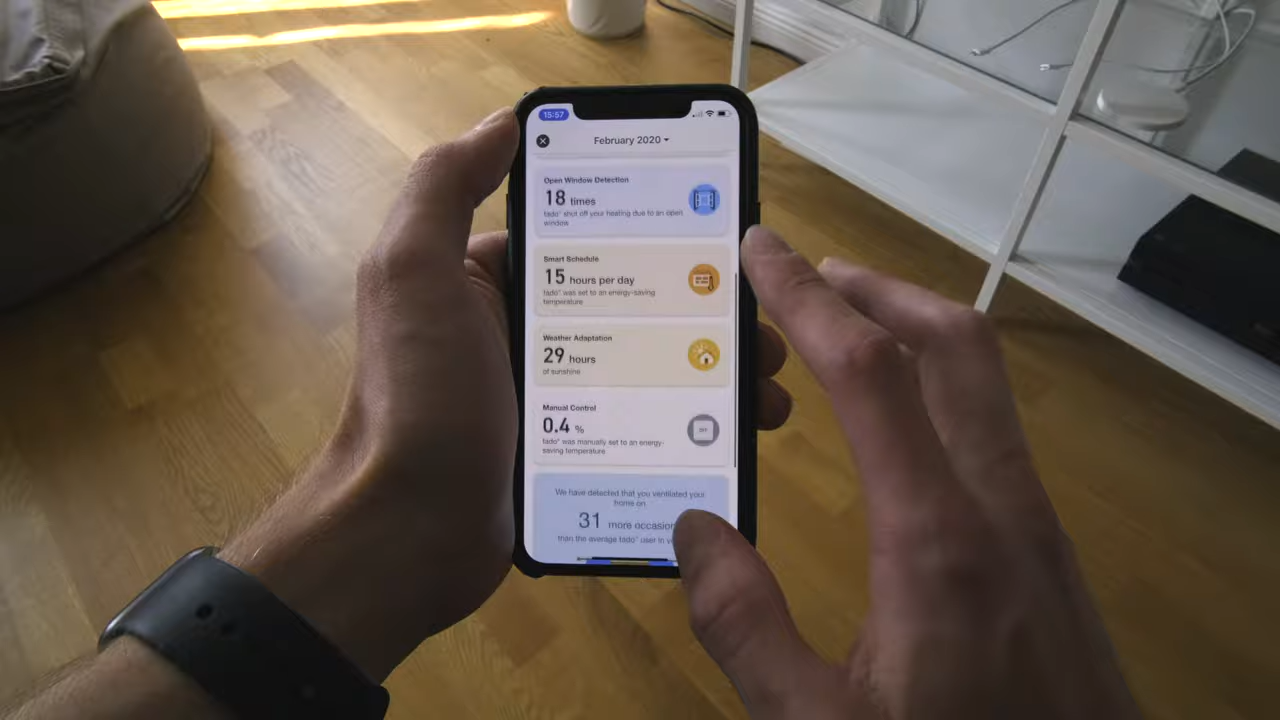 15:57
February 2020
Open Window Detection
18 times
tado° shut off your heating due to an open
window
Smart Schedule
15 hours per day
tado° was set to an energy-saving
temperature
Weather Adaptation
29 hours
of sunshine
Manual Control
0.4 %
OFF
tado° was manually set to an energy-
saving temperature
We have detected that you ventilated your
home on
31 more occasion
than the average tado° user in